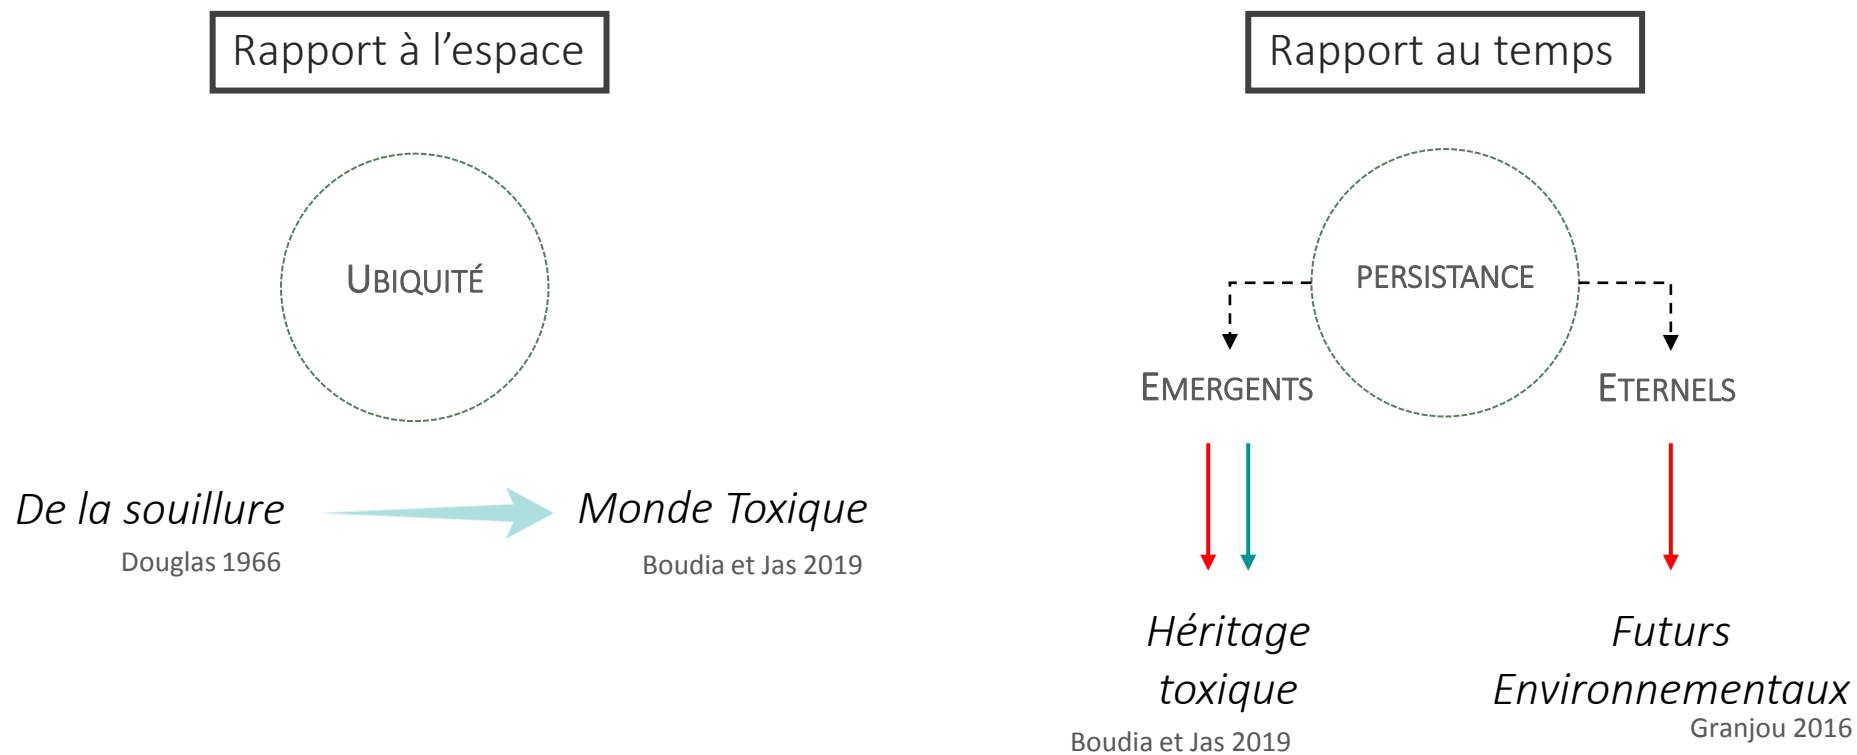 Rapport à l’espace
UBIQUITÉ
De la souillure
Douglas 1966
Monde Toxique
Boudia et Jas 2019
Rapport au temps
PERSISTANCE
EMERGENTS
ETERNELS
Héritage
toxique
Boudia et Jas 2019
Futurs
Environnementaux
Granjou 2016